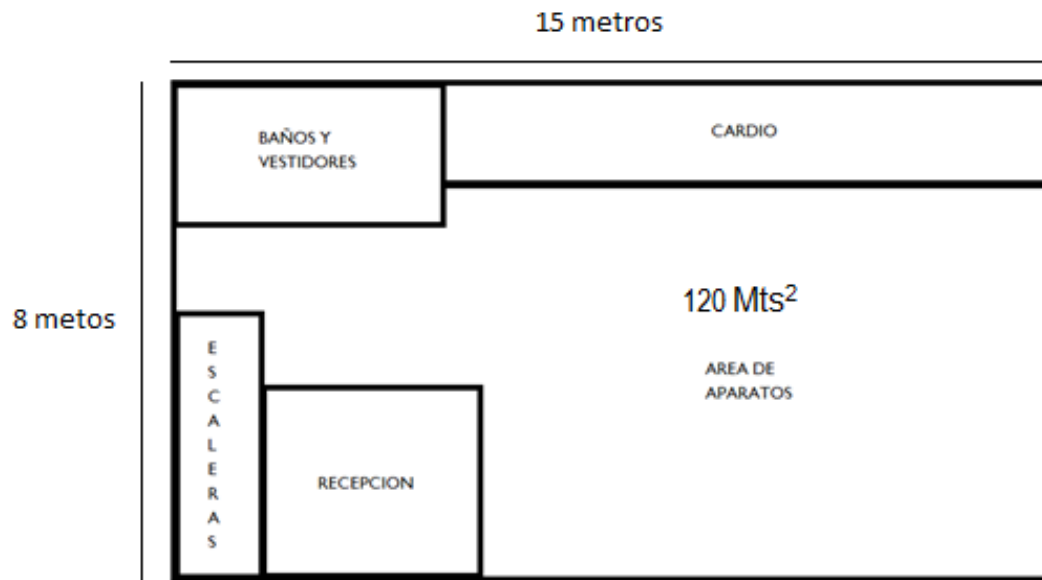 15 metros
BAÑOS Y
VESTIDORES
CARDIO
8 metos
120 Mts²
AREA DE
APARATOS
E
S
C
A
L
E
R
A
S
RECEPCION